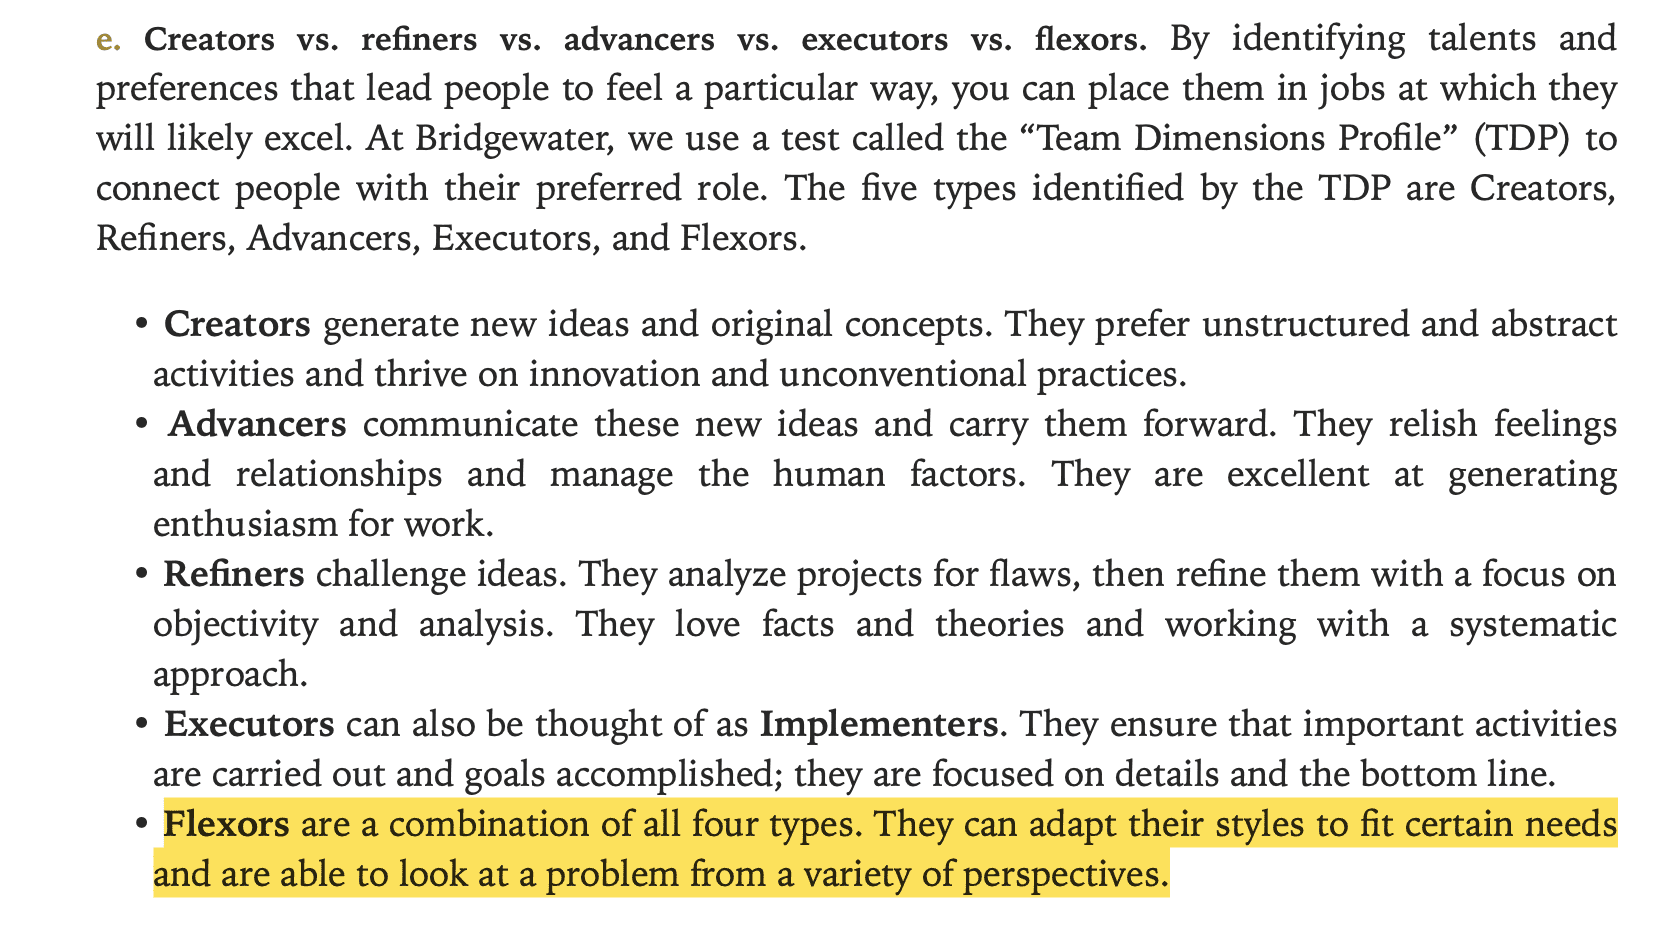 e. Creators vs. refiners vs. advancers vs. executors vs. flexors. By identifying talents and
preferences that lead people to feel a particular way, you can place them in jobs at which they
will likely excel. At Bridgewater, we use a test called the “Team Dimensions Profile” (TDP) to
connect people with their preferred role. The five types identified by the TDP are Creators,
Refiners, Advancers, Executors, and Flexors.
• Creators generate new ideas and original concepts. They prefer unstructured and abstract
activities and thrive on innovation and unconventional practices.
• Advancers communicate these new ideas and carry them forward. They relish feelings
and relationships and manage the human factors. They are excellent at generating
enthusiasm for work.
• Refiners challenge ideas. They analyze projects for flaws, then refine them with a focus on
objectivity and analysis. They love facts and theories and working with a systematic
approach.
• Executors can also be thought of as Implementers. They ensure that important activities
are carried out and goals accomplished; they are focused on details and the bottom line.
• Flexors are a combination of all four types. They can adapt their styles to fit certain needs
and are able to look at a problem from a variety of perspectives.